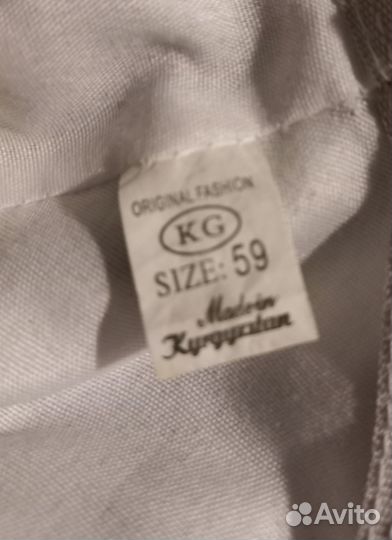 ORIGINAL FASHION
KG
SIZE: 59
Made in
Kyrgyzstan
Avito